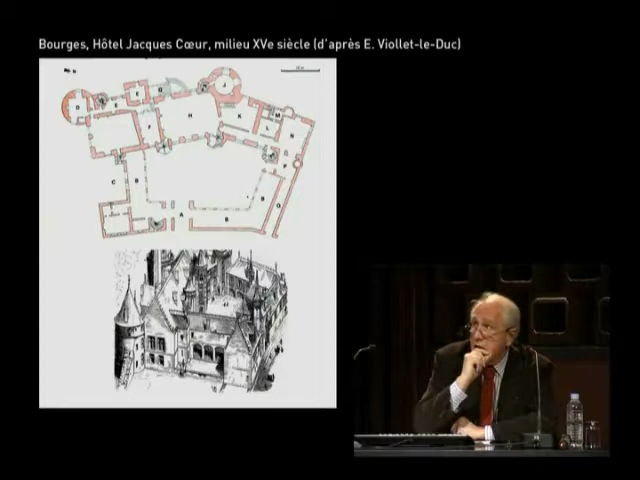 Bourges, Hôtel Jacques Cœur, milieu XVe siècle (d'après E. Viollet-le-Duc)
D
E
E
G
J
F
H
K
M
L
N
P
C
B
B
O
A
B